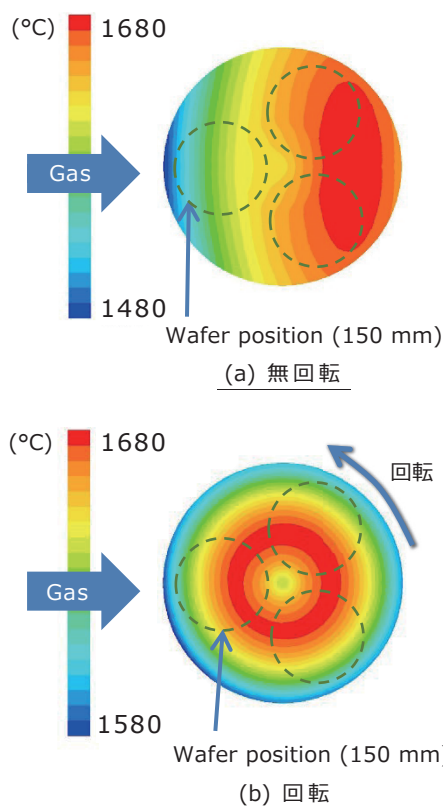 (°C)
1680
Gas
1480
Wafer position (150 mm)
(a) 無回転
(°C)
1680
回転
Gas
1580
Wafer position (150 mm)
(b) 回転